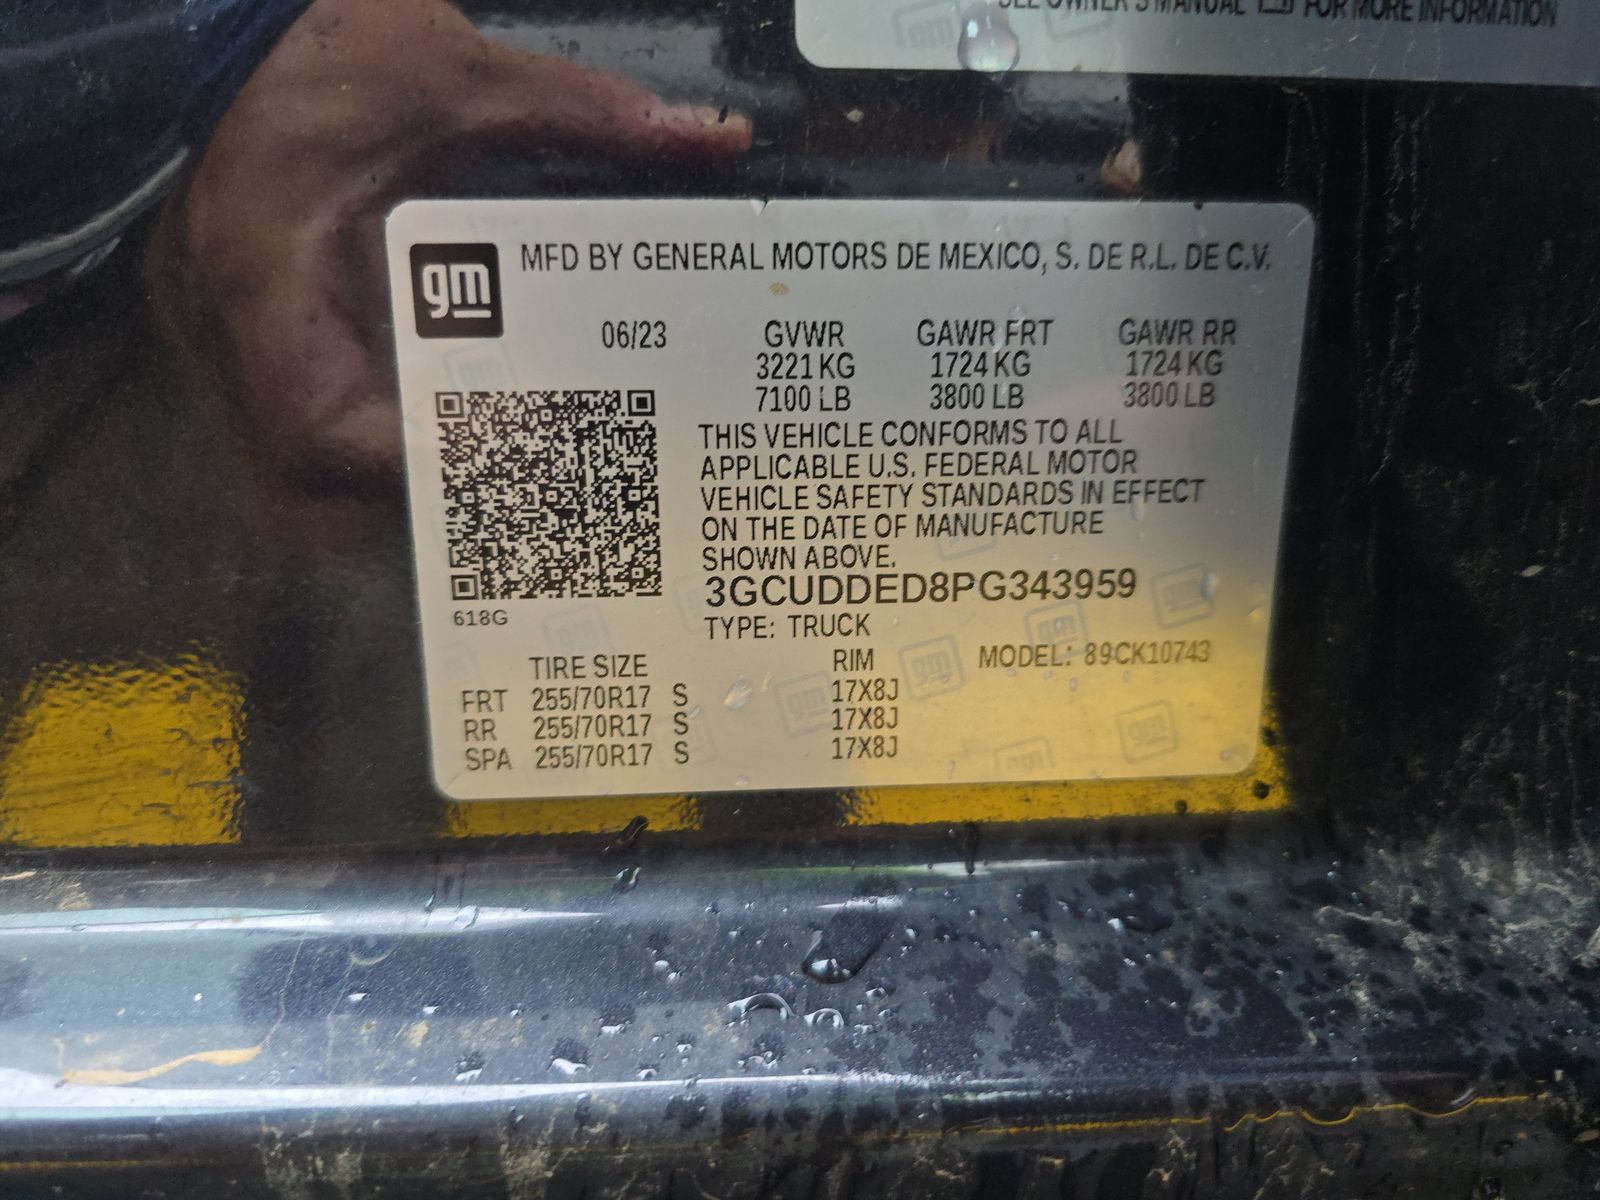 SEE OWNER'S MANUAL FOR MORE INFORMATION
gm
MFD BY GENERAL MOTORS DE MEXICO, S. DE R.L. DE C.V.
06/23 GVWR GAWR FRT GAWR RR
3221 KG 1724 KG 1724 KG
7100 LB 3800 LB 3800 LB
THIS VEHICLE CONFORMS TO ALL
APPLICABLE U.S. FEDERAL MOTOR
VEHICLE SAFETY STANDARDS IN EFFECT
ON THE DATE OF MANUFACTURE
SHOWN ABOVE.
3GCUDDED8PG343959
618G
TYPE: TRUCK
TIRE SIZE RIM MODEL: 89CK10743
FRT 255/70R17 S 17X8J
RR 255/70R17 S 17X8J
SPA 255/70R17 S 17X8J